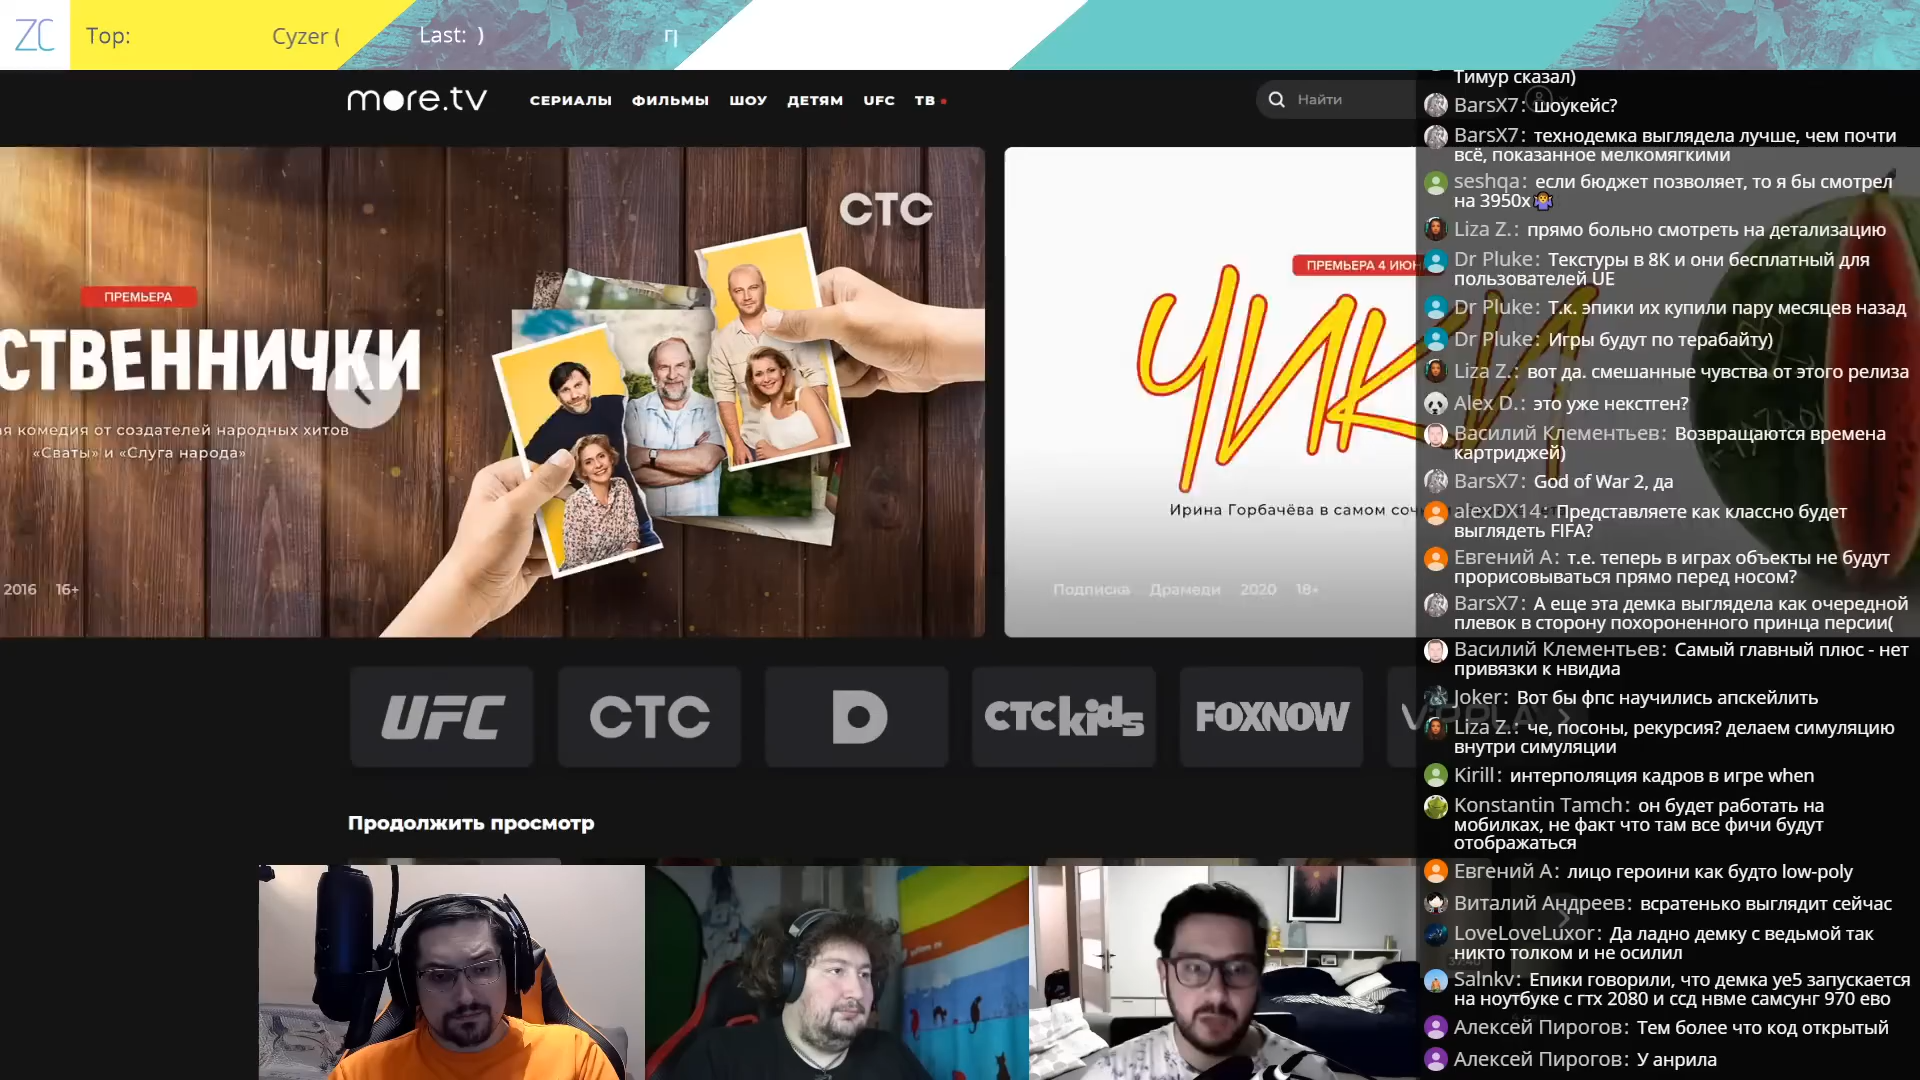 ZC
Top:
Cyzer (
Last: )
more.tv
СЕРИАЛЫ
ФИЛЬМЫ
ШОУ
ДЕТЯМ
UFC
ТВ
Найти
СТС
ПРЕМЬЕРА
СТВЕННИЧКИ
я комедия от создателей народных хитов
«Сваты» и «Слуга народа»
2016 16+
ПРЕМЬЕРА 4 ИЮН
ЧИКИ
Ирина Горбачёва в самом соч
Подписка Драмеди 2020 18+
UFC
СТС
D
СТС kids
FOXNOW
Продолжить просмотр
Тимур сказал)
BarsX7: шоукейс?
BarsX7: технодемка выглядела лучше, чем почти
всё, показанное мелкомягкими
seshqa: если бюджет позволяет, то я бы смотрел
на 3950x🤷
Liza Z.: прямо больно смотреть на детализацию
Dr Pluke: Текстуры в 8К и они бесплатный для
пользователей UE
Dr Pluke: Т.к. эпики их купили пару месяцев назад
Dr Pluke: Игры будут по терабайту)
Liza Z.: вот да. смешанные чувства от этого релиза
Alex D.: это уже некстген?
Василий Клементьев: Возвращаются времена
картриджей)
BarsX7: God of War 2, да
alexDX14: Представляете как классно будет
выглядеть FIFA?
Евгений А: т.е. теперь в играх объекты не будут
прорисовываться прямо перед носом?
BarsX7: А еще эта демка выглядела как очередной
плевок в сторону похороненного принца персии(
Василий Клементьев: Самый главный плюс - нет
привязки к нвидиа
Joker: Вот бы фпс научились апскейлить
Liza Z.: че, посоны, рекурсия? делаем симуляцию
внутри симуляции
Kirill: интерполяция кадров в игре when
Konstantin Tamch: он будет работать на
мобилках, не факт что там все фичи будут
отображаться
Евгений А: лицо героини как будто low-poly
Виталий Андреев: всратенько выглядит сейчас
LoveLoveLuxor: Да ладно демку с ведьмой так
никто толком и не осилил
Salnkv: Епики говорили, что демка уе5 запускается
на ноутбуке с гтх 2080 и ссд нвме самсунг 970 ево
Алексей Пирогов: Тем более что код открытый
Алексей Пирогов: У анрила